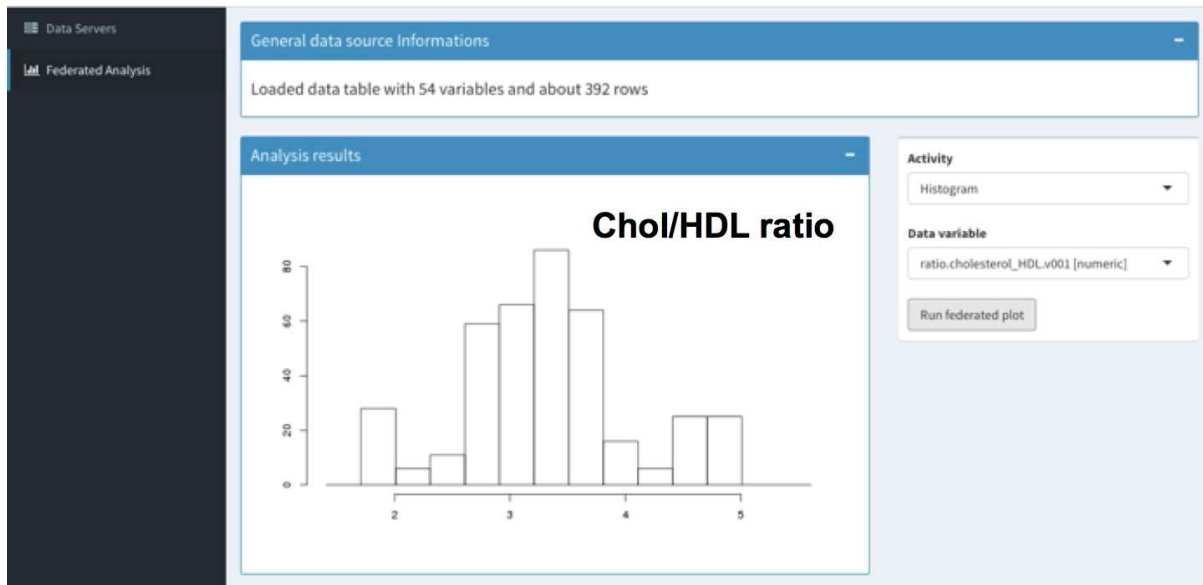 Data Servers
Federated Analysis
General data source Informations
Loaded data table with 54 variables and about 392 rows
Analysis results
Chol/HDL ratio
80
60
40
20
0
2 3 4 5
Activity
Histogram
Data variable
ratio.cholesterol_HDL.v001 [numeric]
Run federated plot